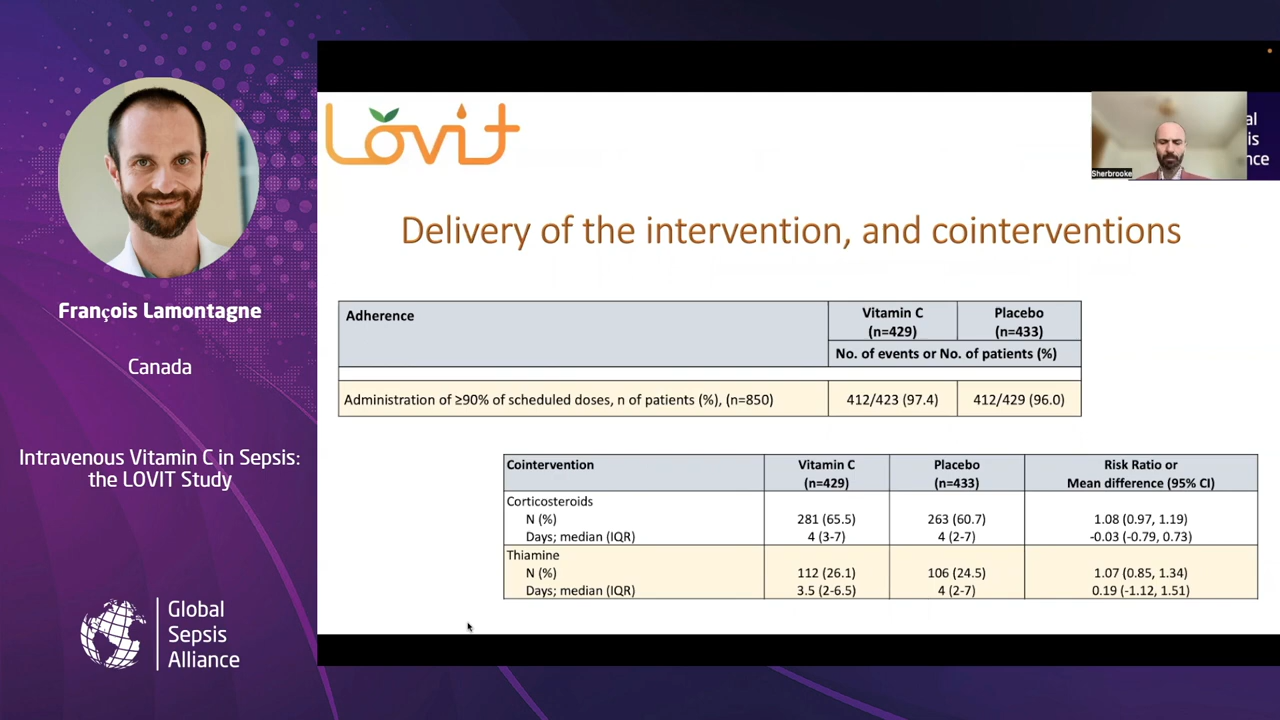 François Lamontagne
Canada
Intravenous Vitamin C in Sepsis:
the LOVIT Study
Global
Sepsis
Alliance
Lovit
Sherbrooke
al
is
nce
Delivery of the intervention, and cointerventions
Adherence
Vitamin C
(n=429)
Placebo
(n=433)
No. of events or No. of patients (%)
Administration of ≥90% of scheduled doses, n of patients (%), (n=850) 412/423 (97.4) 412/429 (96.0)
Cointervention
Vitamin C
(n=429)
Placebo
(n=433)
Risk Ratio or
Mean difference (95% CI)
Corticosteroids
N (%) 281 (65.5) 263 (60.7) 1.08 (0.97, 1.19)
Days; median (IQR) 4 (3-7) 4 (2-7) -0.03 (-0.79, 0.73)
Thiamine
N (%) 112 (26.1) 106 (24.5) 1.07 (0.85, 1.34)
Days; median (IQR) 3.5 (2-6.5) 4 (2-7) 0.19 (-1.12, 1.51)